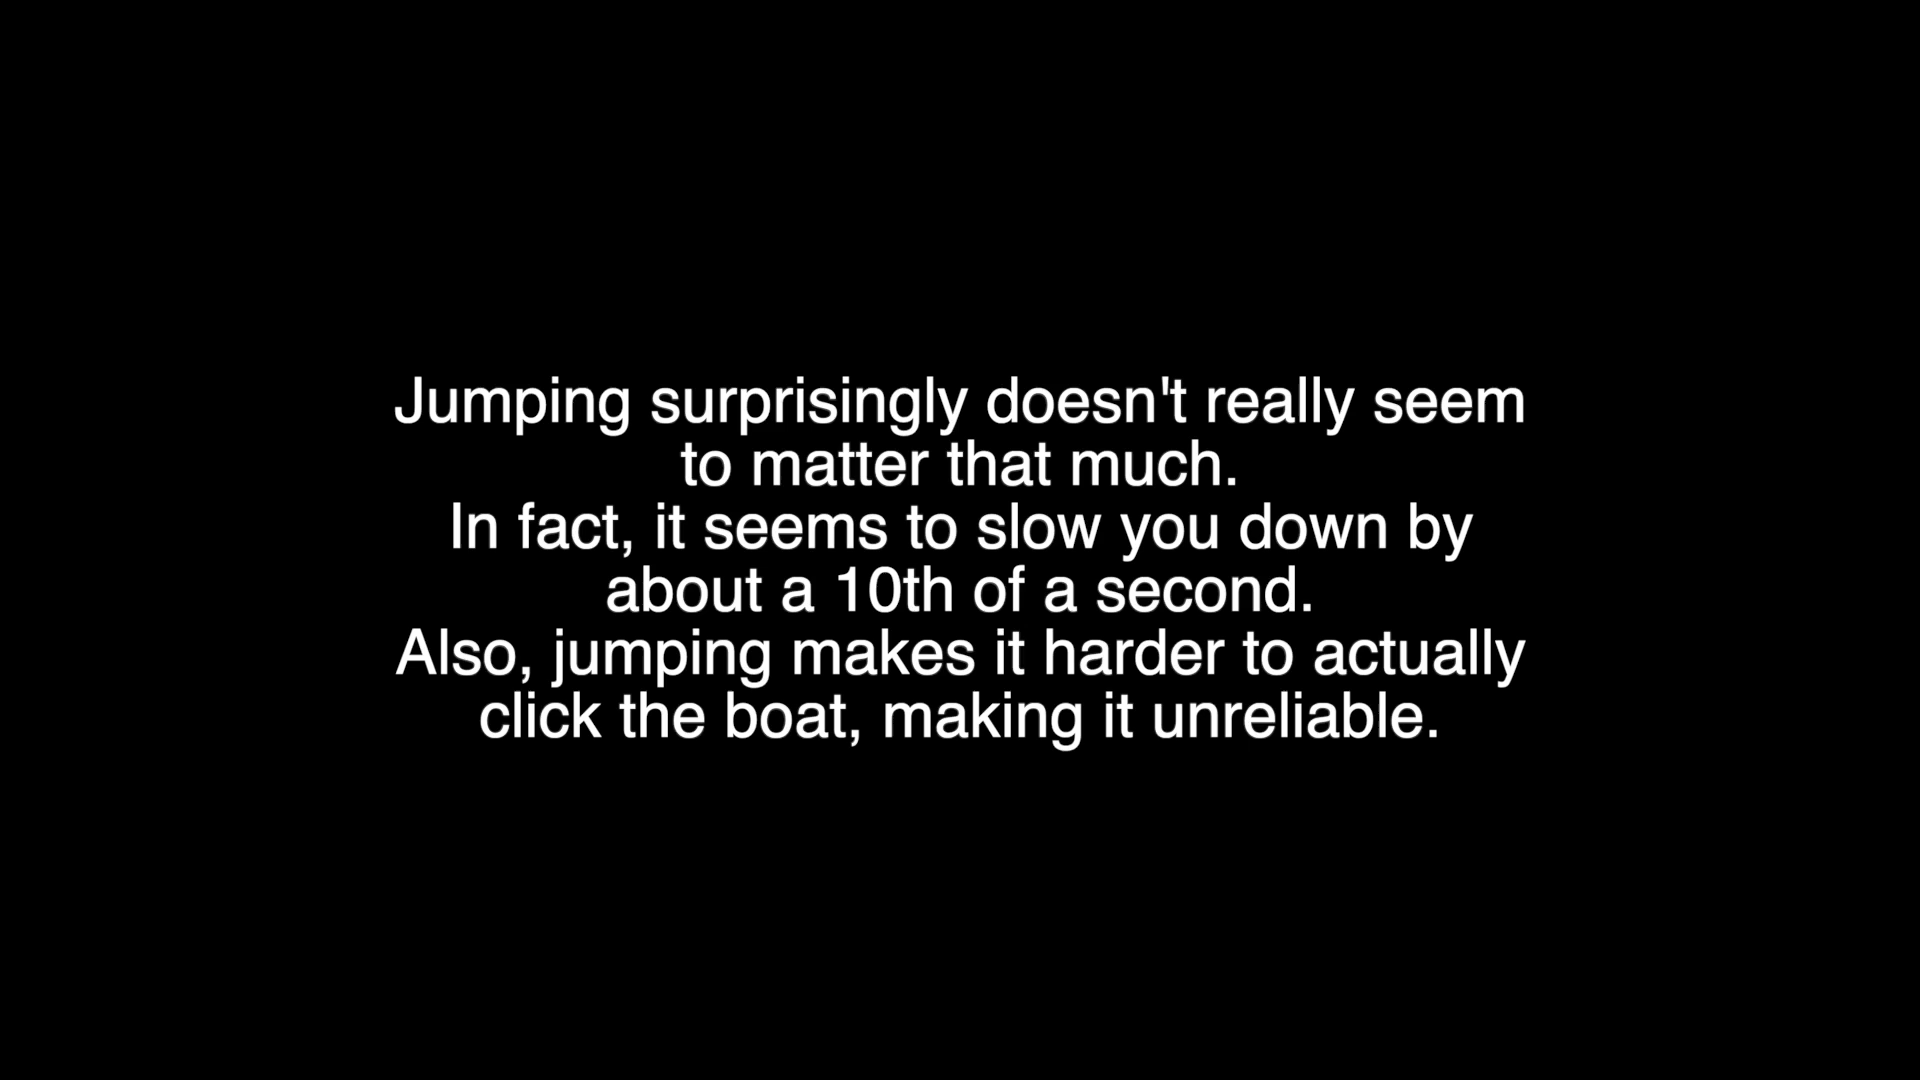 Jumping surprisingly doesn't really seem
to matter that much.
In fact, it seems to slow you down by
about a 10th of a second.
Also, jumping makes it harder to actually
click the boat, making it unreliable.